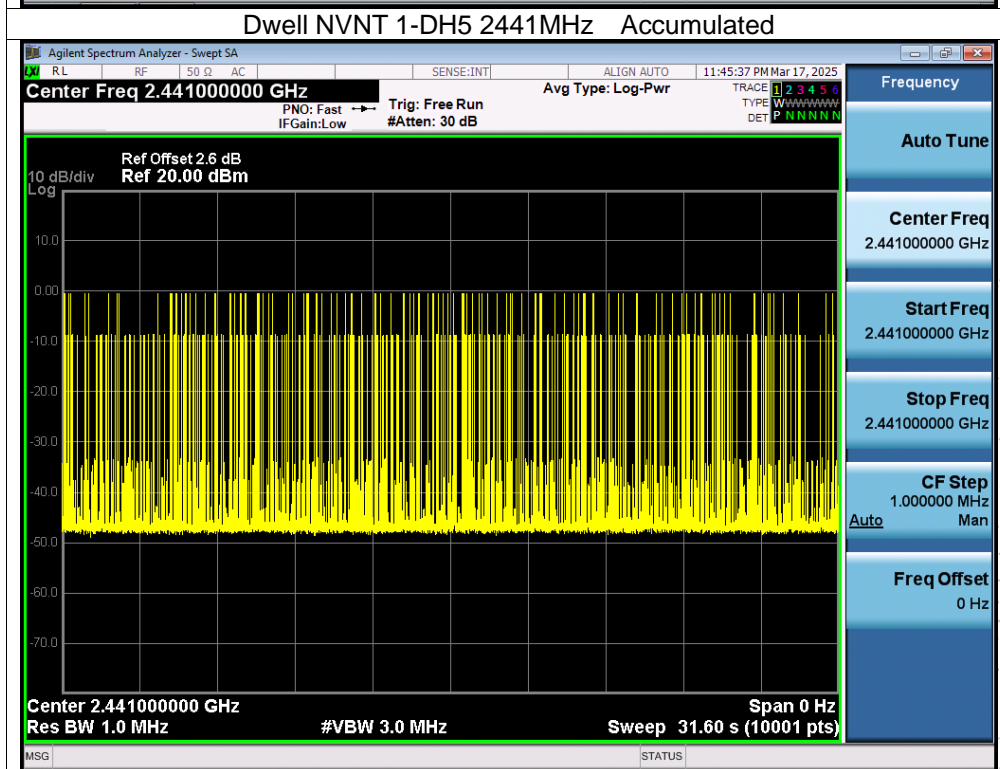 Dwell NVNT 1-DH5 2441MHz Accumulated
Agilent Spectrum Analyzer - Swept SA
LXI RL RF 50 Ω AC SENSE:INT ALIGN AUTO 11:45:37 PM Mar 17, 2025
Center Freq 2.441000000 GHz
PNO: Fast
IFGain:Low
Trig: Free Run
#Atten: 30 dB
Avg Type: Log-Pwr
TRACE 1 2 3 4 5 6
TYPE WWWWWWW
DET P N N N N N
Frequency
Auto Tune
Center Freq
2.441000000 GHz
Start Freq
2.441000000 GHz
Stop Freq
2.441000000 GHz
CF Step
1.000000 MHz
Auto Man
Freq Offset
0 Hz
Ref Offset 2.6 dB
10 dB/div Ref 20.00 dBm
Log
10.0
0.00
-10.0
-20.0
-30.0
-40.0
-50.0
-60.0
-70.0
Center 2.441000000 GHz Span 0 Hz
Res BW 1.0 MHz #VBW 3.0 MHz Sweep 31.60 s (10001 pts)
MSG STATUS